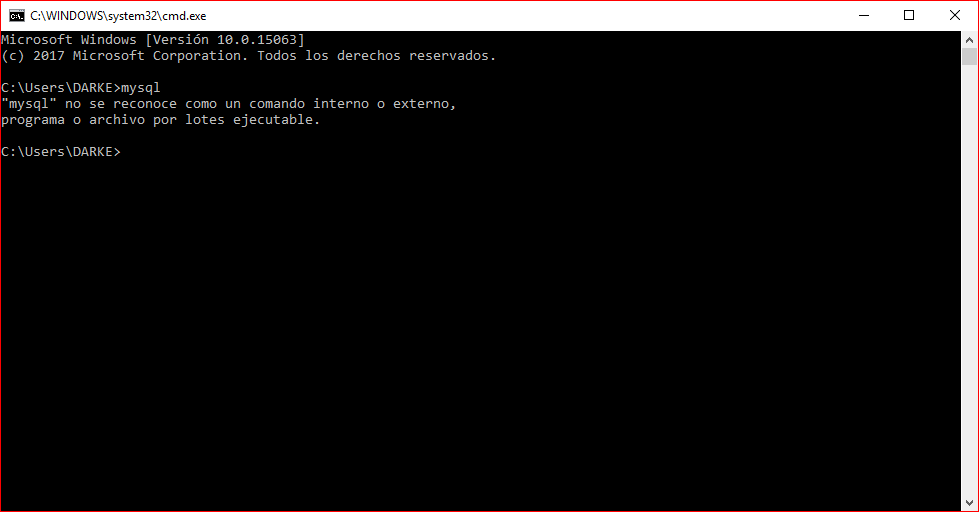 C:\WINDOWS\system32\cmd.exe
Microsoft Windows [Versión 10.0.15063]
(c) 2017 Microsoft Corporation. Todos los derechos reservados.
C:\Users\DARKE>mysql
"mysql" no se reconoce como un comando interno o externo,
programa o archivo por lotes ejecutable.
C:\Users\DARKE>